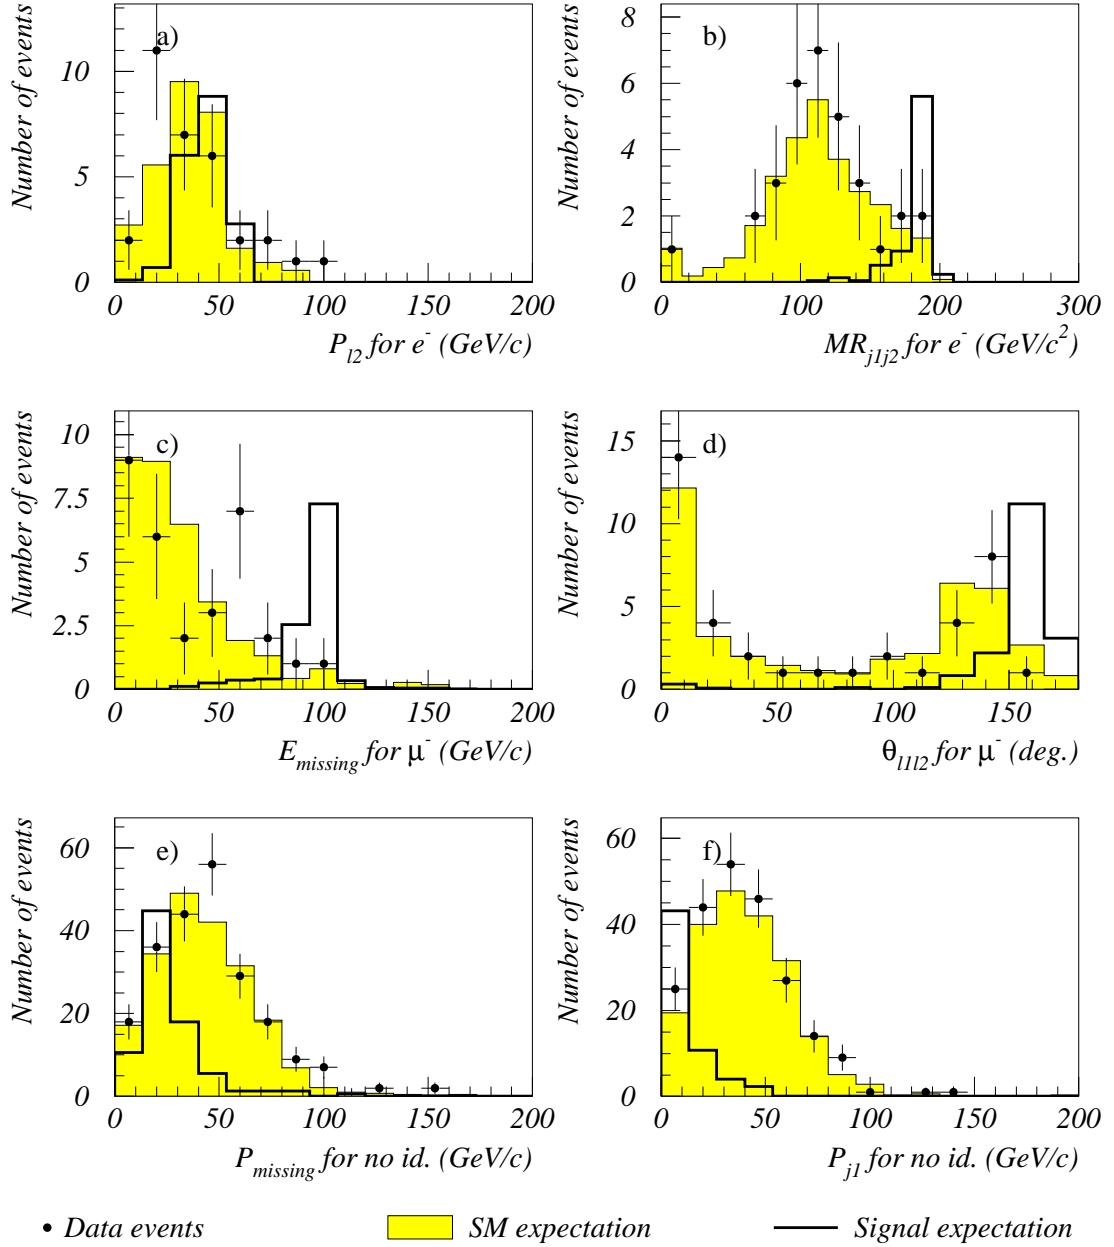 Number of events
a)
10
5
0
0 50 100 150 200
P_l2 for e^- (GeV/c)
Number of events
b)
8
6
4
2
0
0 100 200 300
MR_j1j2 for e^- (GeV/c^2)
Number of events
c)
10
7.5
5
2.5
0
0 50 100 150 200
E_missing for μ^- (GeV/c)
Number of events
d)
15
10
5
0
0 50 100 150
θ_l1l2 for μ^- (deg.)
Number of events
e)
60
40
20
0
0 50 100 150 200
P_missing for no id. (GeV/c)
Number of events
f)
60
40
20
0
0 50 100 150 200
P_j1 for no id. (GeV/c)
Data events SM expectation Signal expectation